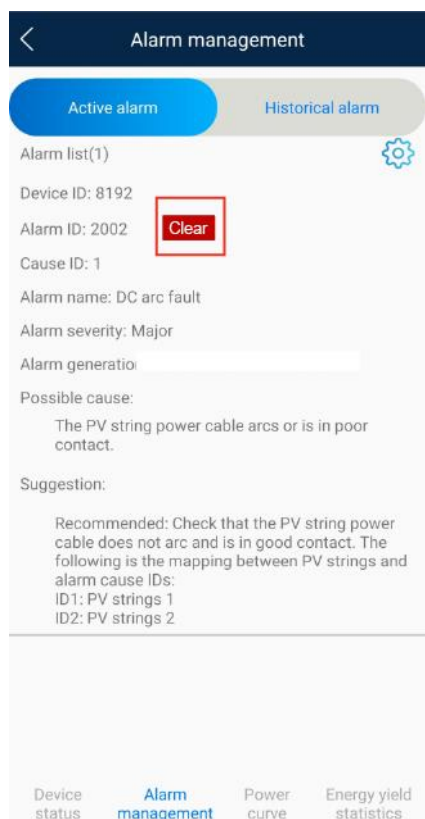 Alarm management
Active alarm
Historical alarm
Alarm list(1)
Device ID: 8192
Alarm ID: 2002
Clear
Cause ID: 1
Alarm name: DC arc fault
Alarm severity: Major
Alarm generatio
Possible cause:
The PV string power cable arcs or is in poor
contact.
Suggestion:
Recommended: Check that the PV string power
cable does not arc and is in good contact. The
following is the mapping between PV strings and
alarm cause IDs:
ID1: PV strings 1
ID2: PV strings 2
Device
status
Alarm
management
Power
curve
Energy yield
statistics